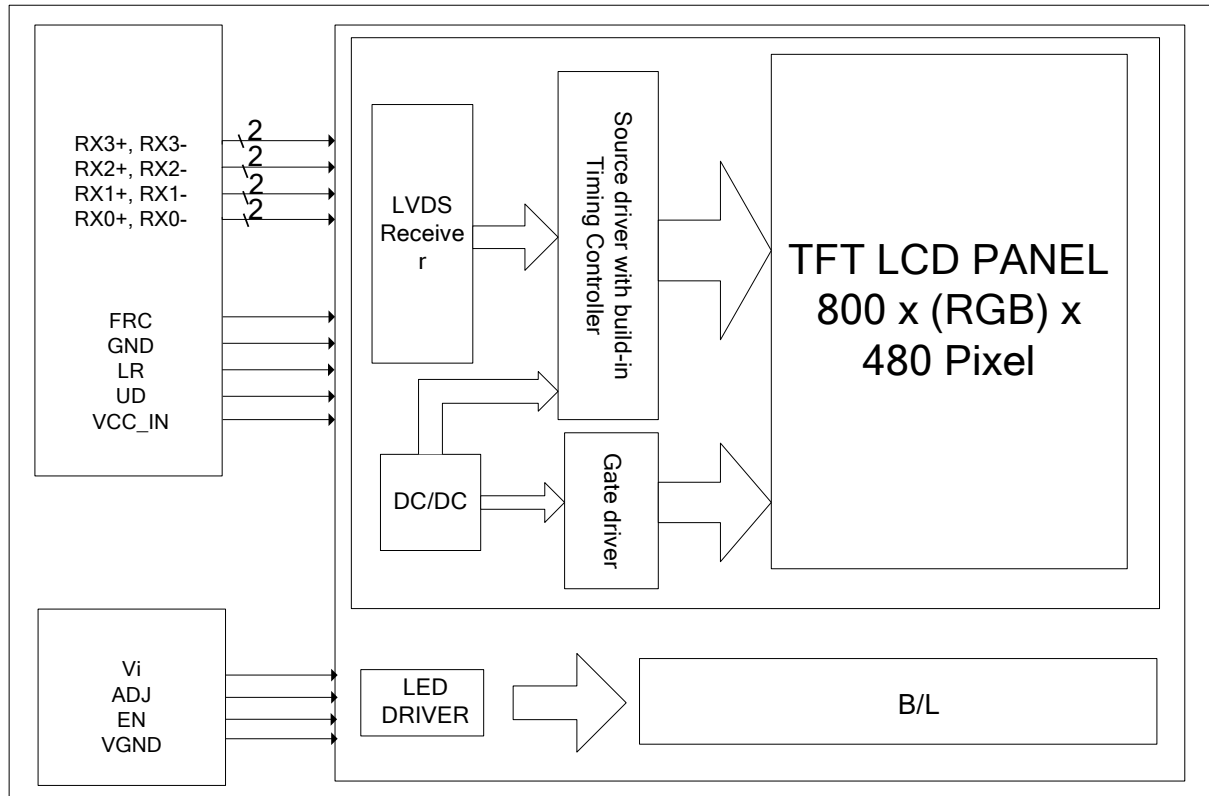 RX3+, RX3-
2
RX2+, RX2-
2
RX1+, RX1-
2
RX0+, RX0-
2
FRC
GND
LR
UD
VCC_IN
LVDS
Receive
r
Source driver with build-in
Timing Controller
TFT LCD PANEL
800 x (RGB) x
480 Pixel
DC/DC
Gate driver
Vi
ADJ
EN
VGND
LED
DRIVER
B/L